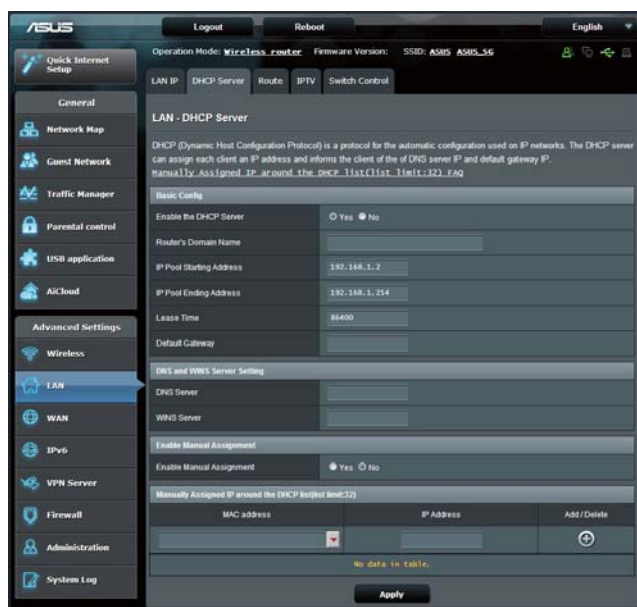 ASUS
Logout
Reboot
English
Quick Internet
Setup
Operation Mode: Wireless router Firmware Version: SSID: ASUS ASUS_5G
LAN IP
DHCP Server
Route
IPTV
Switch Control
General
Network Map
Guest Network
Traffic Manager
Parental control
USB application
AiCloud
Advanced Settings
Wireless
LAN
WAN
IPv6
VPN Server
Firewall
Administration
System Log
LAN - DHCP Server
DHCP (Dynamic Host Configuration Protocol) is a protocol for the automatic configuration used on IP networks. The DHCP server
can assign each client an IP address and informs the client of the of DNS server IP and default gateway IP.
Manually Assigned IP around the DHCP list(list limit:32) FAQ
Basic Config
Enable the DHCP Server Yes No
Router's Domain Name
IP Pool Starting Address 192.168.1.2
IP Pool Ending Address 192.168.1.254
Lease Time 86400
Default Gateway
DNS and WINS Server Setting
DNS Server
WINS Server
Enable Manual Assignment
Enable Manual Assignment Yes No
Manually Assigned IP around the DHCP list(list limit:32)
MAC address IP Address Add / Delete
No data in table.
Apply